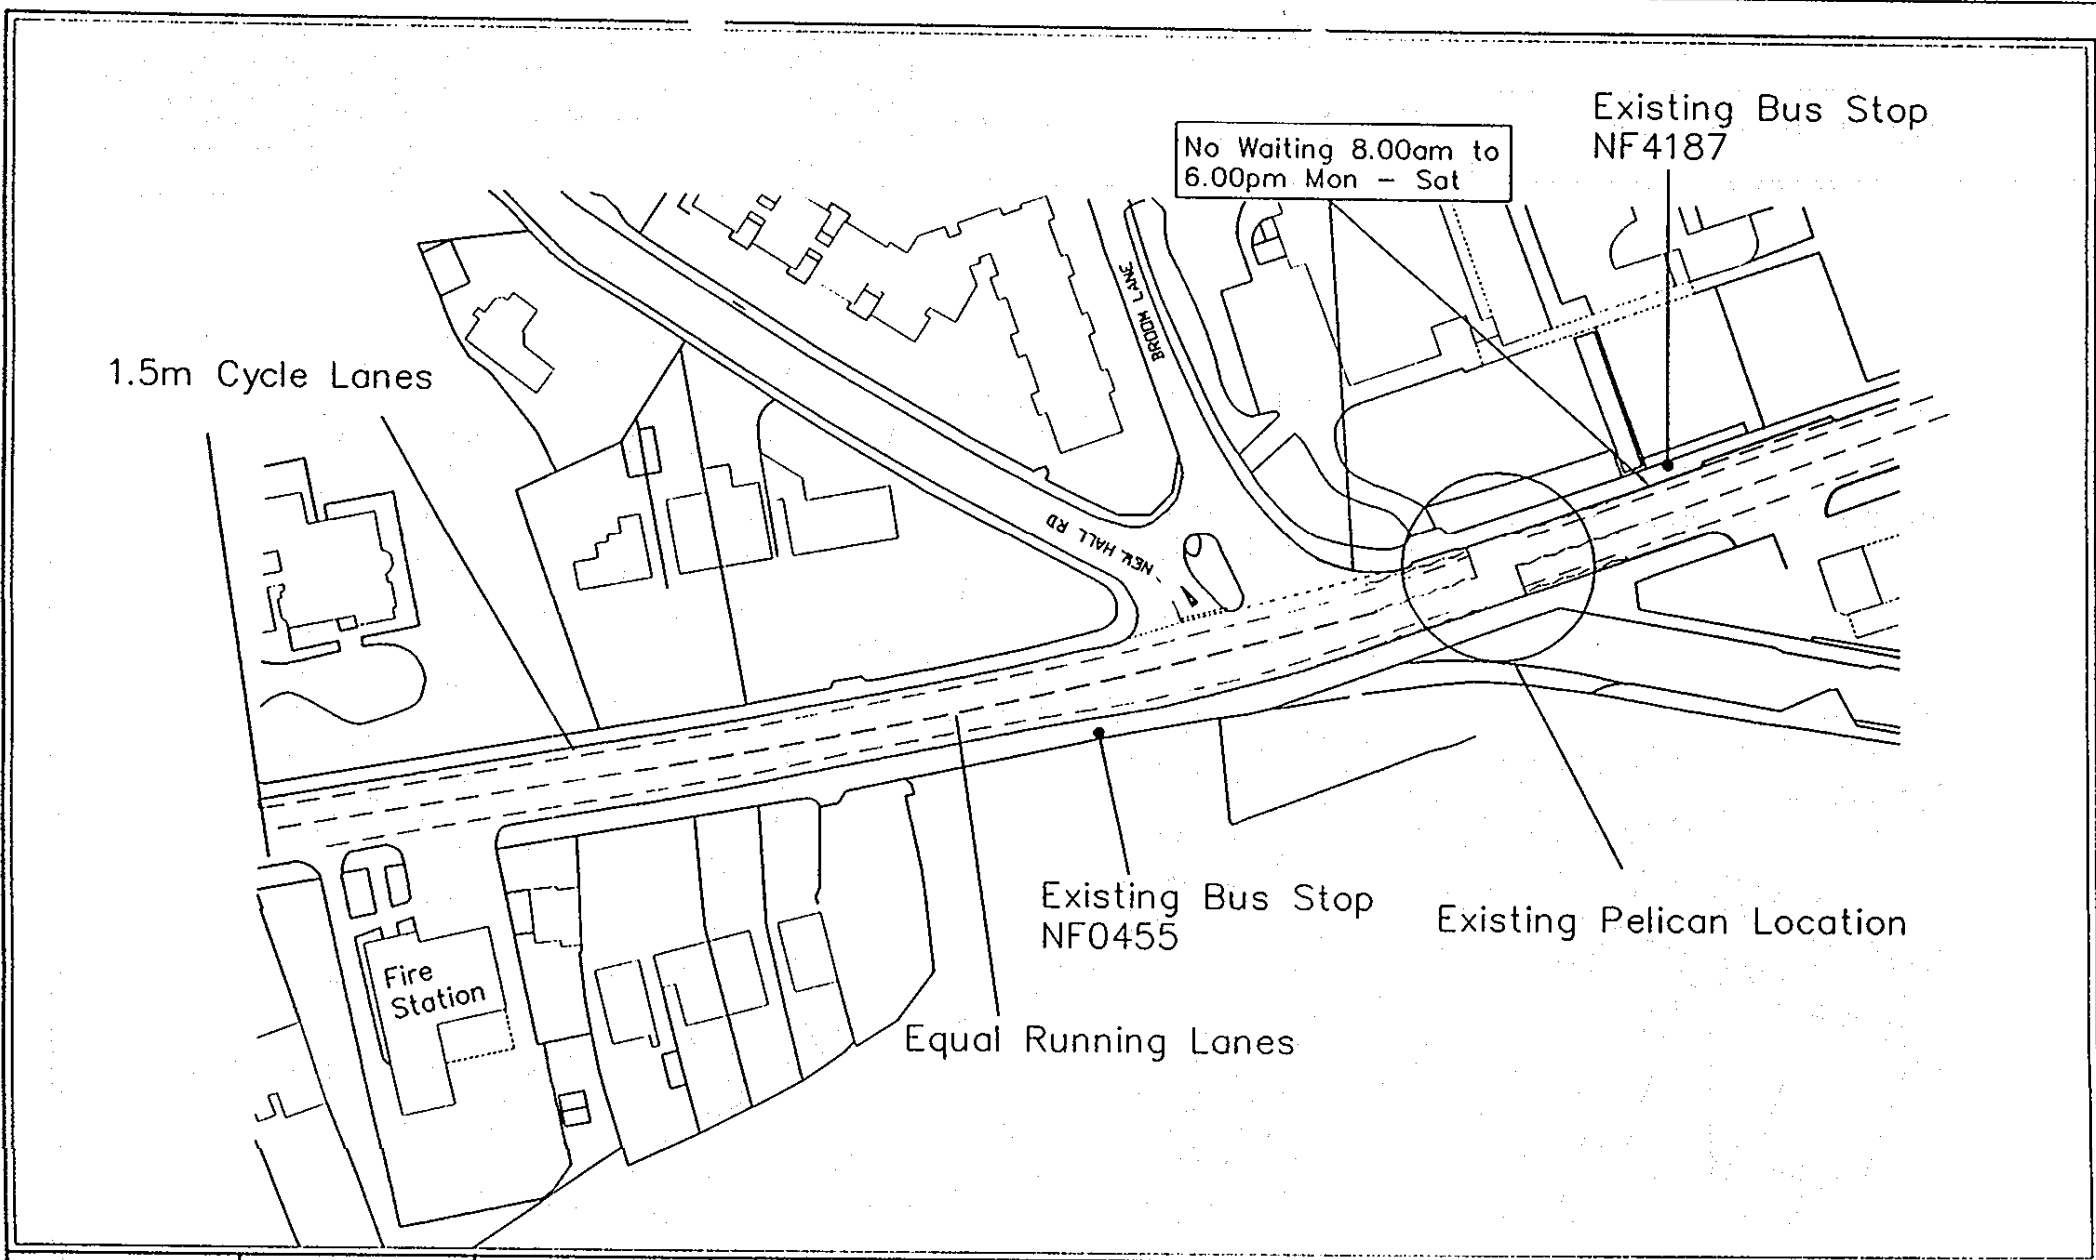 Existing Bus Stop
NF4187
No Waiting 8.00am to
6.00pm Mon - Sat
BROOM LANE
1.5m Cycle Lanes
NEW HALL RD
Existing Bus Stop
NF0455
Existing Pelican Location
Fire
Station
Equal Running Lanes